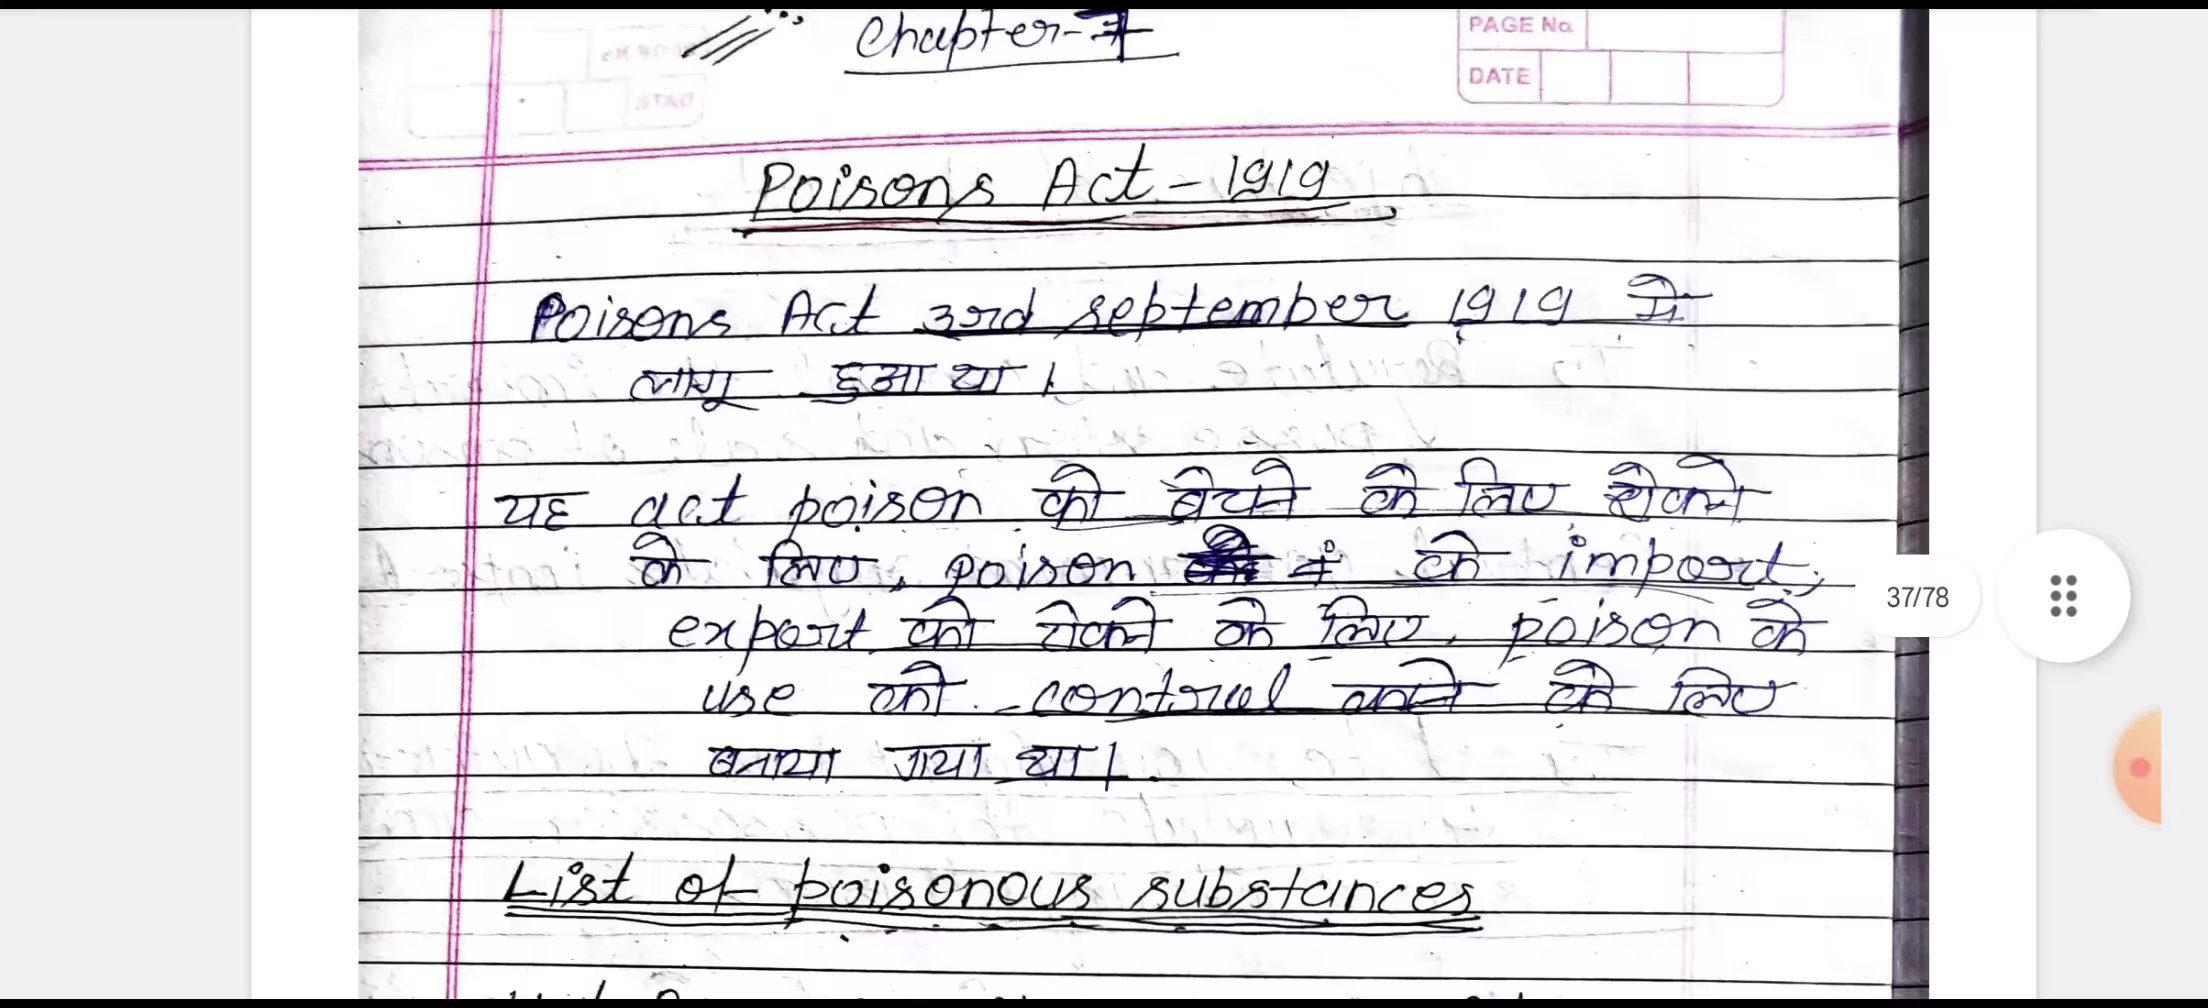 Chapter-7
PAGE No.
DATE
Poisons Act - 1919
Poisons Act 3rd september 1919 में
लागू हुआ था।
यह act poison को बेचने के लिए रोकने
के लिए, poison के import,
export को रोकने के लिए, poison के
use को control करने के लिए
बनाया गया था।
37/78
List of poisonous substances